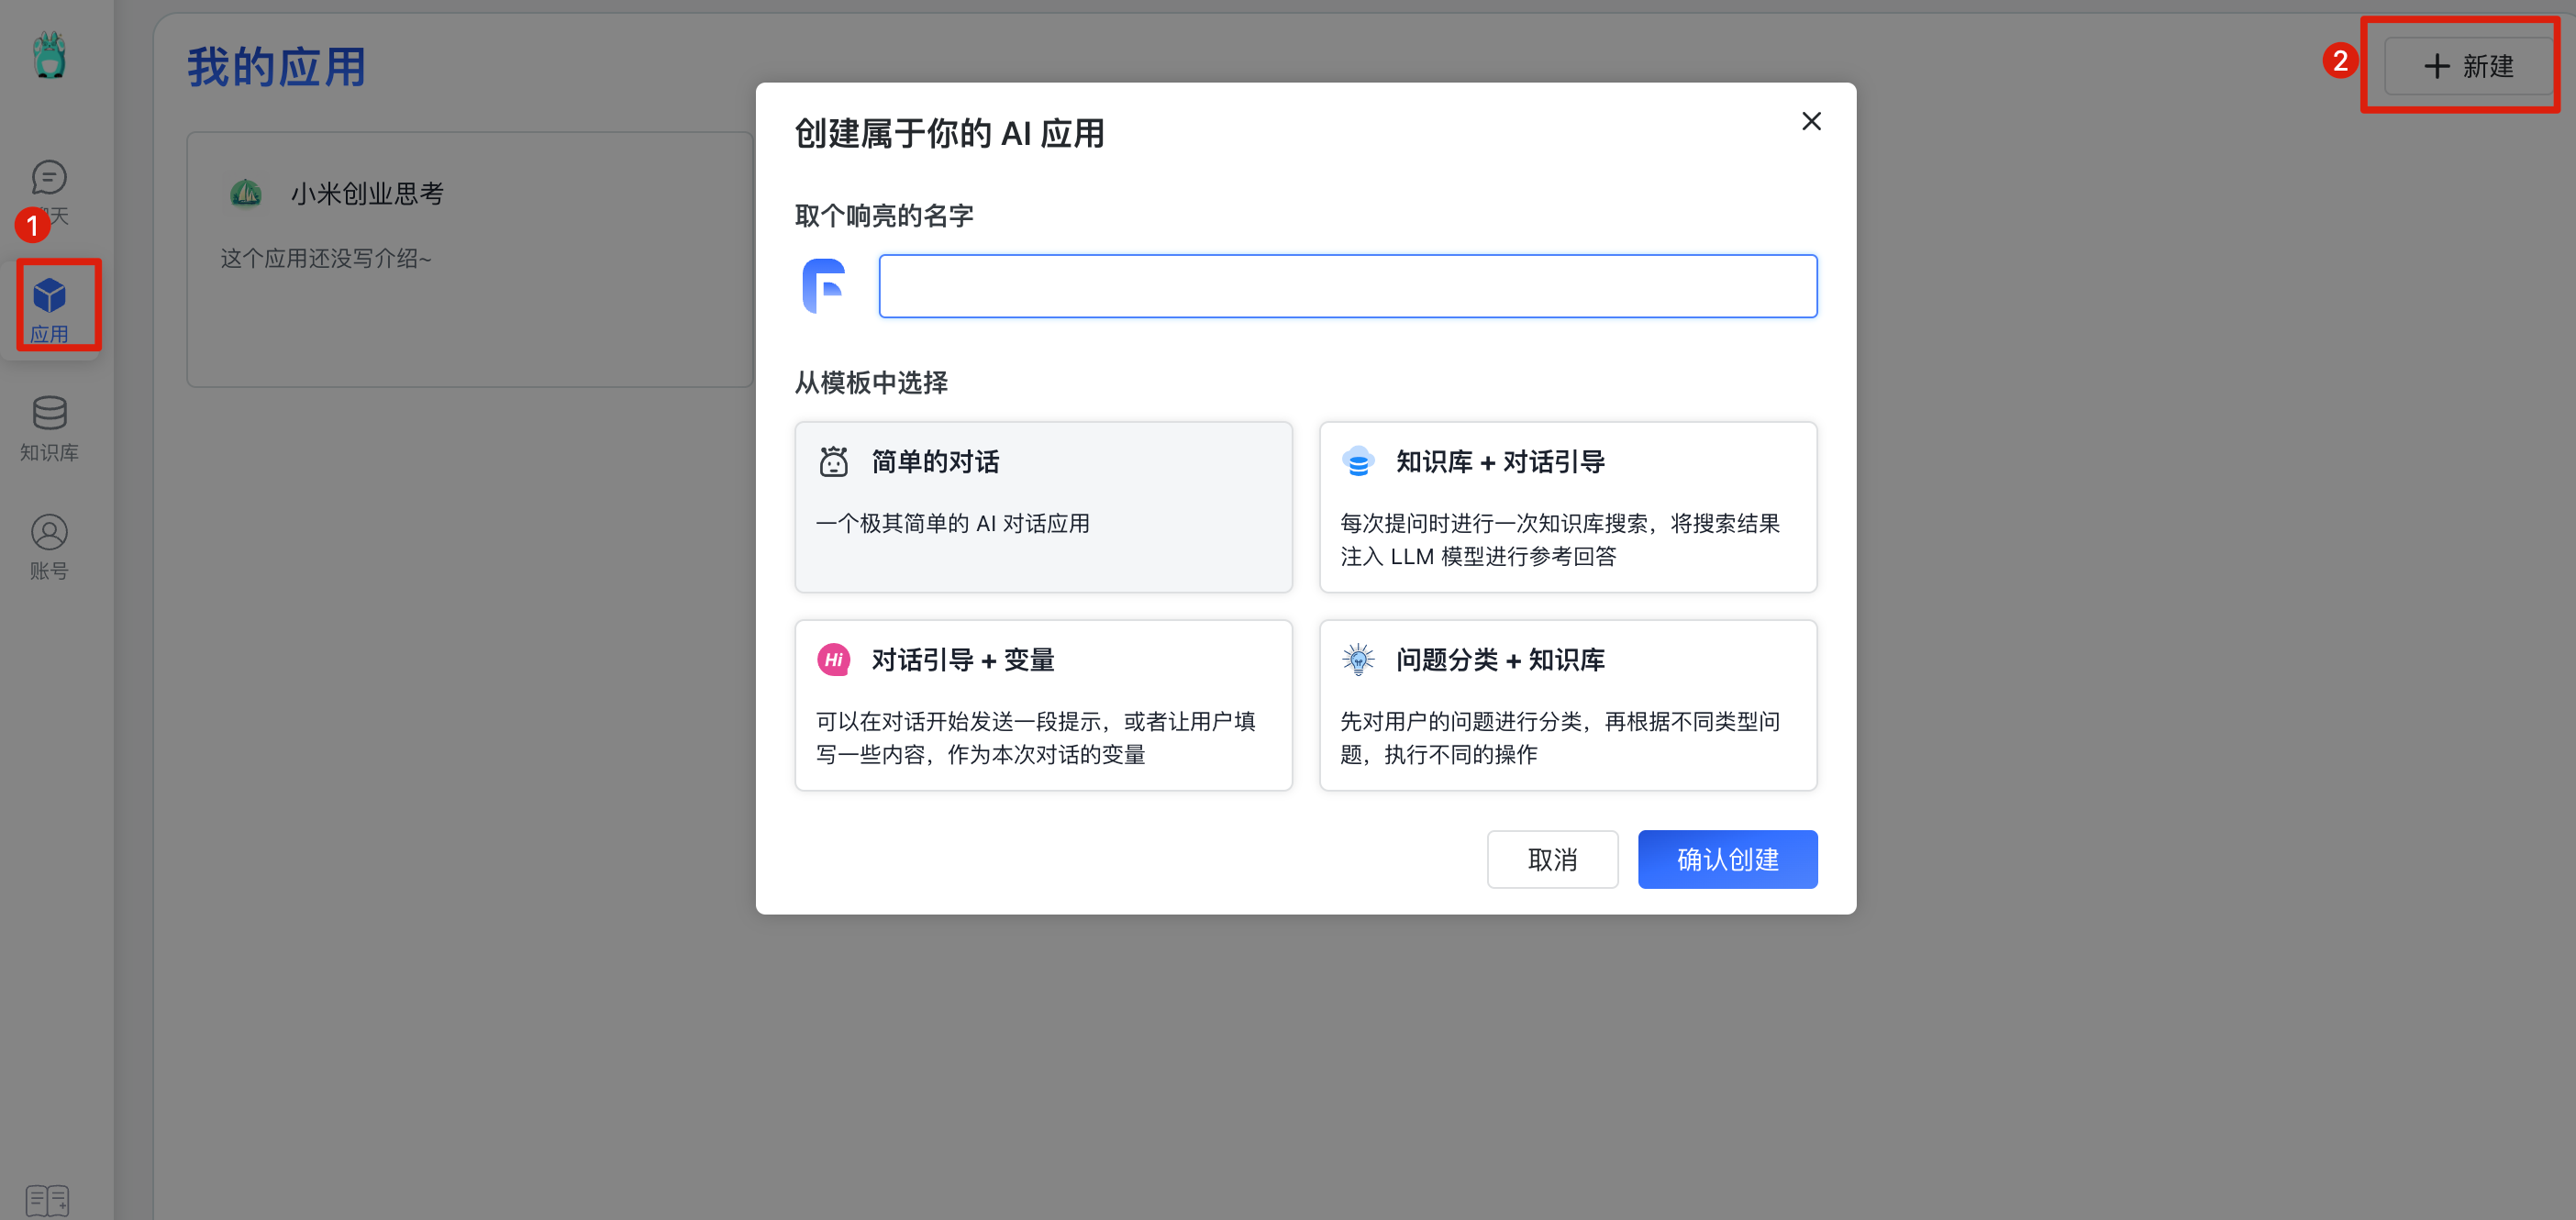 我的应用
2
新建
创建属于你的 AI 应用
小米创业思考
天
1
取个响亮的名字
这个应用还没写介绍~
应用
从模板中选择
知识库
简单的对话
知识库 + 对话引导
一个极其简单的 AI 对话应用
每次提问时进行一次知识库搜索，将搜索结果
注入 LLM 模型进行参考回答
账号
Hi
对话引导 + 变量
问题分类 + 知识库
可以在对话开始发送一段提示，或者让用户填
写一些内容，作为本次对话的变量
先对用户的问题进行分类，再根据不同类型问
题，执行不同的操作
取消
确认创建